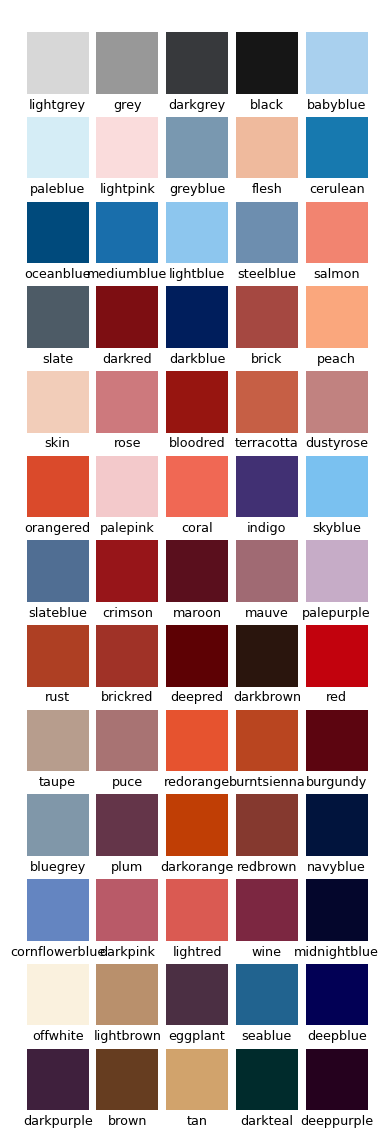 lightgrey grey darkgrey black babyblue
paleblue lightpink greyblue flesh cerulean
oceanblue mediumblue lightblue steelblue salmon
slate darkred darkblue brick peach
skin rose bloodred terracotta dustyrose
orangered palepink coral indigo skyblue
slateblue crimson maroon mauve palepurple
rust brickred deepred darkbrown red
taupe puce redorange burntsienna burgundy
bluegrey plum darkorange redbrown navyblue
cornflowerblue darkpink lightred wine midnightblue
offwhite lightbrown eggplant seablue deepblue
darkpurple brown tan darkteal deeppurple